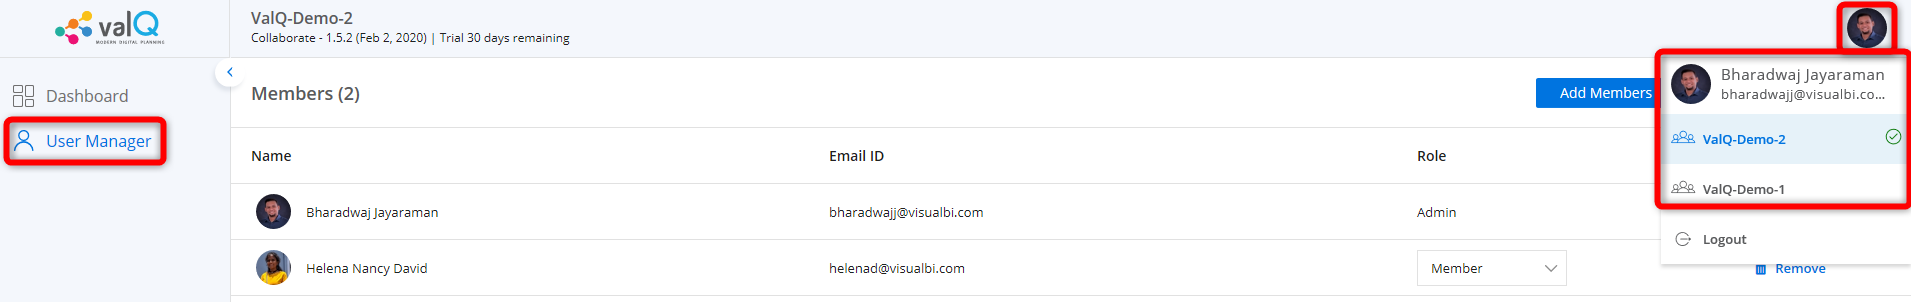 valQ
MODERN DIGITAL PLANNING
ValQ-Demo-2
Collaborate - 1.5.2 (Feb 2, 2020) | Trial 30 days remaining
Dashboard
User Manager
Members (2)
Add Members
Name Email ID Role
Bharadwaj Jayaraman bharadwajj@visualbi.com Admin
Helena Nancy David helenad@visualbi.com Member Remove
Bharadwaj Jayaraman
bharadwajj@visualbi.co...
ValQ-Demo-2
ValQ-Demo-1
Logout